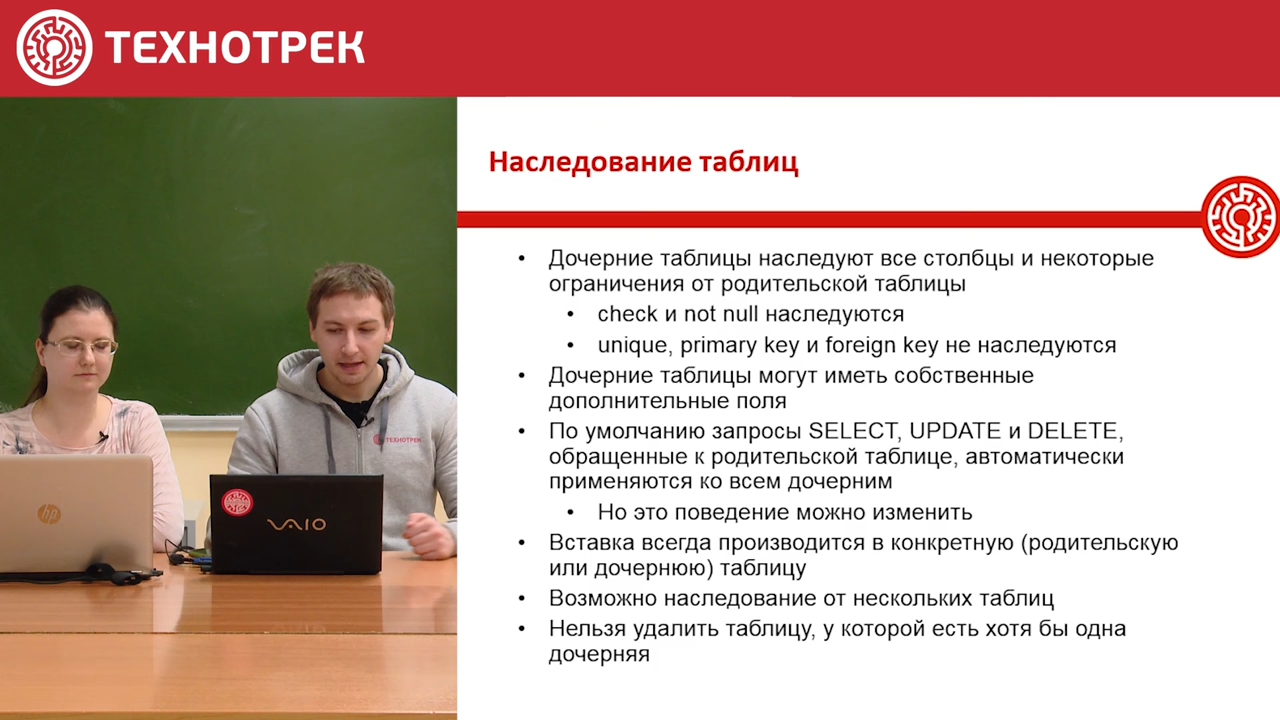 ТЕХНОТРЕК
Наследование таблиц
• Дочерние таблицы наследуют все столбцы и некоторые
ограничения от родительской таблицы
• check и not null наследуются
• unique, primary key и foreign key не наследуются
• Дочерние таблицы могут иметь собственные
дополнительные поля
• По умолчанию запросы SELECT, UPDATE и DELETE,
обращенные к родительской таблице, автоматически
применяются ко всем дочерним
• Но это поведение можно изменить
• Вставка всегда производится в конкретную (родительскую
или дочернюю) таблицу
• Возможно наследование от нескольких таблиц
• Нельзя удалить таблицу, у которой есть хотя бы одна
дочерняя
ТЕХНОТРЕК
hp
VAIO